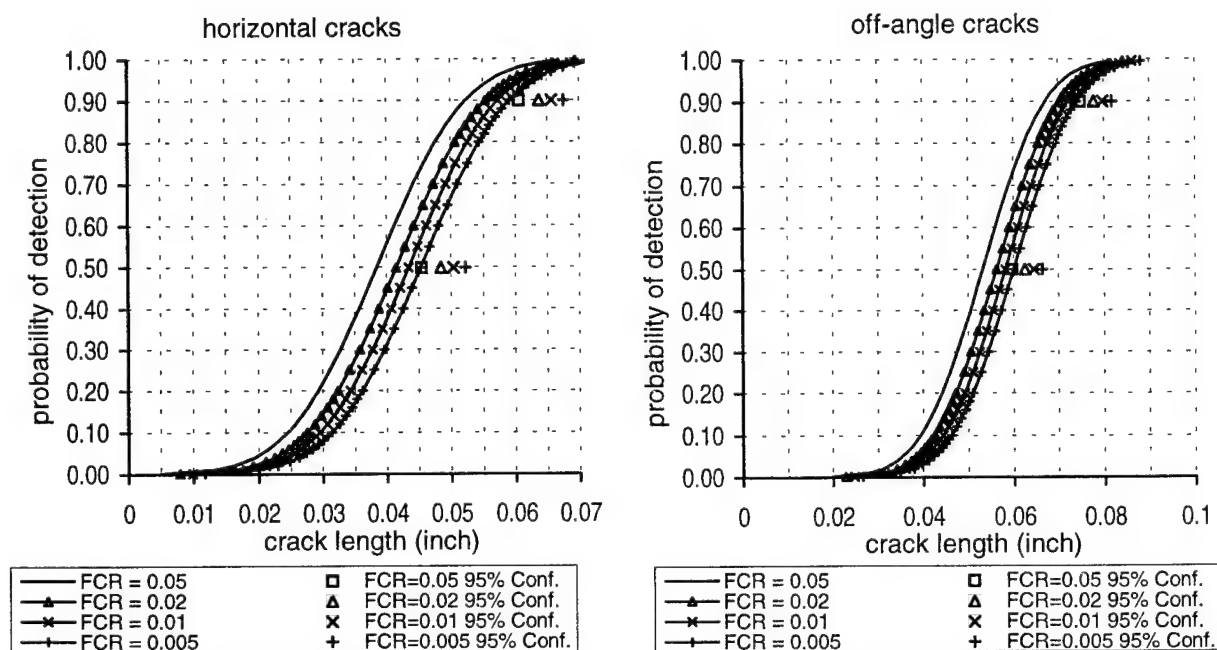 horizontal cracks
probability of detection
1.00
0.90
0.80
0.70
0.60
0.50
0.40
0.30
0.20
0.10
0.00
0 0.01 0.02 0.03 0.04 0.05 0.06 0.07
crack length (inch)
FCR = 0.05
FCR = 0.02
FCR = 0.01
FCR = 0.005
FCR=0.05 95% Conf.
FCR=0.02 95% Conf.
FCR=0.01 95% Conf.
FCR=0.005 95% Conf.
off-angle cracks
probability of detection
1.00
0.90
0.80
0.70
0.60
0.50
0.40
0.30
0.20
0.10
0.00
0 0.02 0.04 0.06 0.08 0.1
crack length (inch)
FCR = 0.05
FCR = 0.02
FCR = 0.01
FCR = 0.005
FCR=0.05 95% Conf.
FCR=0.02 95% Conf.
FCR=0.01 95% Conf.
FCR=0.005 95% Conf.